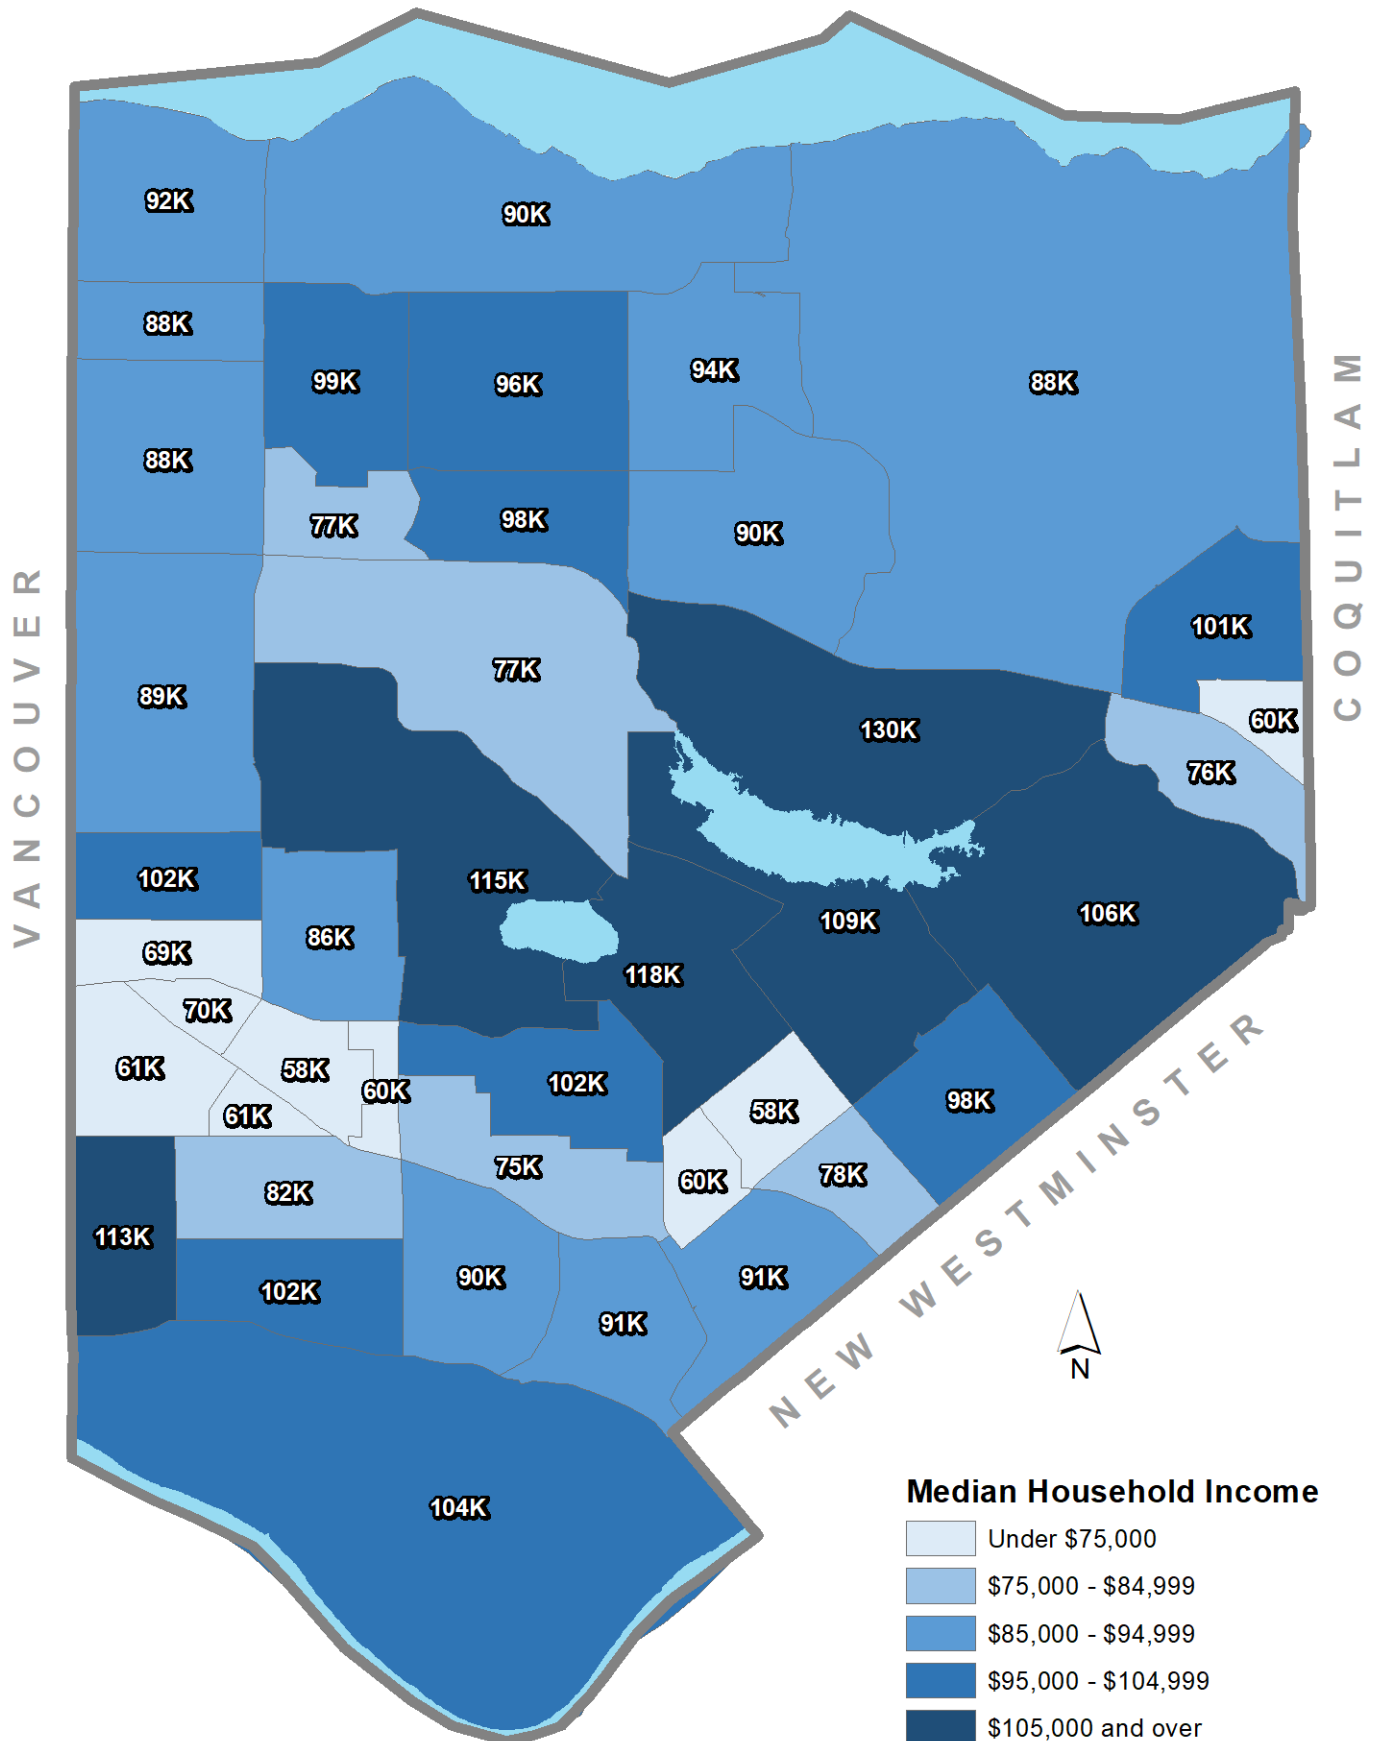 92K
90K
88K
99K
96K
94K
88K
88K
77K
98K
90K
101K
89K
77K
130K
60K
76K
102K
115K
86K
109K
106K
69K
118K
70K
61K
58K
60K
102K
98K
61K
58K
75K
60K
78K
82K
113K
102K
90K
91K
91K
104K
VANCOUVER
COQUITLAM
NEW WESTMINSTER
N
Median Household Income
Under $75,000
$75,000 - $84,999
$85,000 - $94,999
$95,000 - $104,999
$105,000 and over